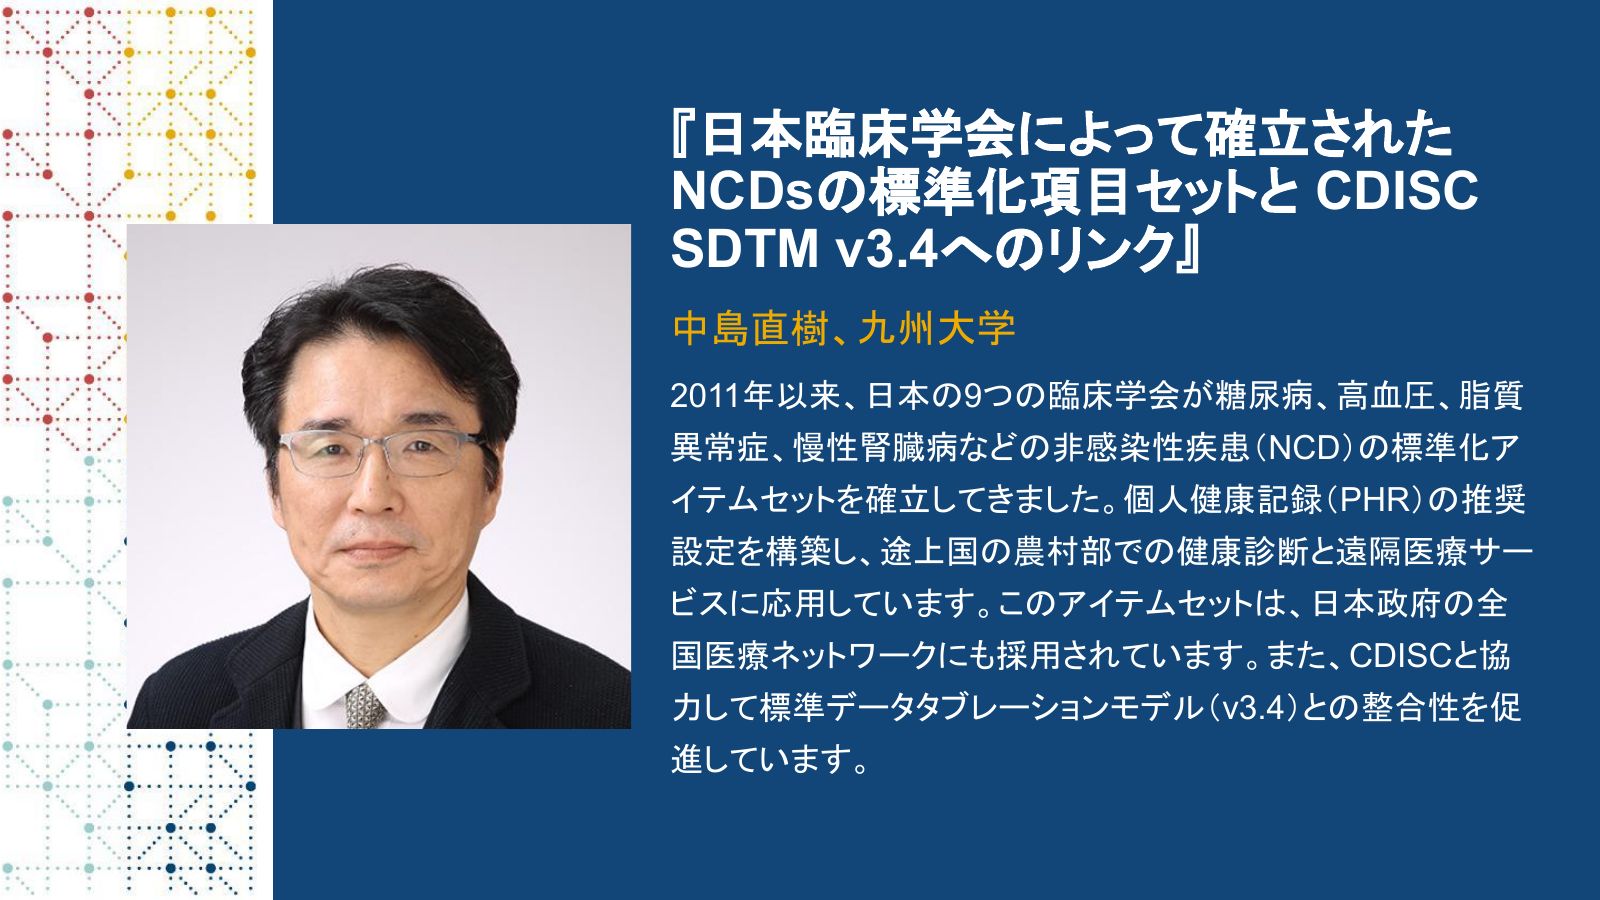 『日本臨床学会によって確立された
NCDsの標準化項目セットと CDISC
SDTM v3.4へのリンク』
中島直樹、九州大学
2011年以来、日本の9つの臨床学会が糖尿病、高血圧、脂質
異常症、慢性腎臓病などの非感染性疾患（NCD）の標準化ア
イテムセットを確立してきました。個人健康記録（PHR）の推奨
設定を構築し、途上国の農村部での健康診断と遠隔医療サー
ビスに応用しています。このアイテムセットは、日本政府の全
国医療ネットワークにも採用されています。また、CDISCと協
力して標準データタブレーションモデル（v3.4）との整合性を促
進しています。